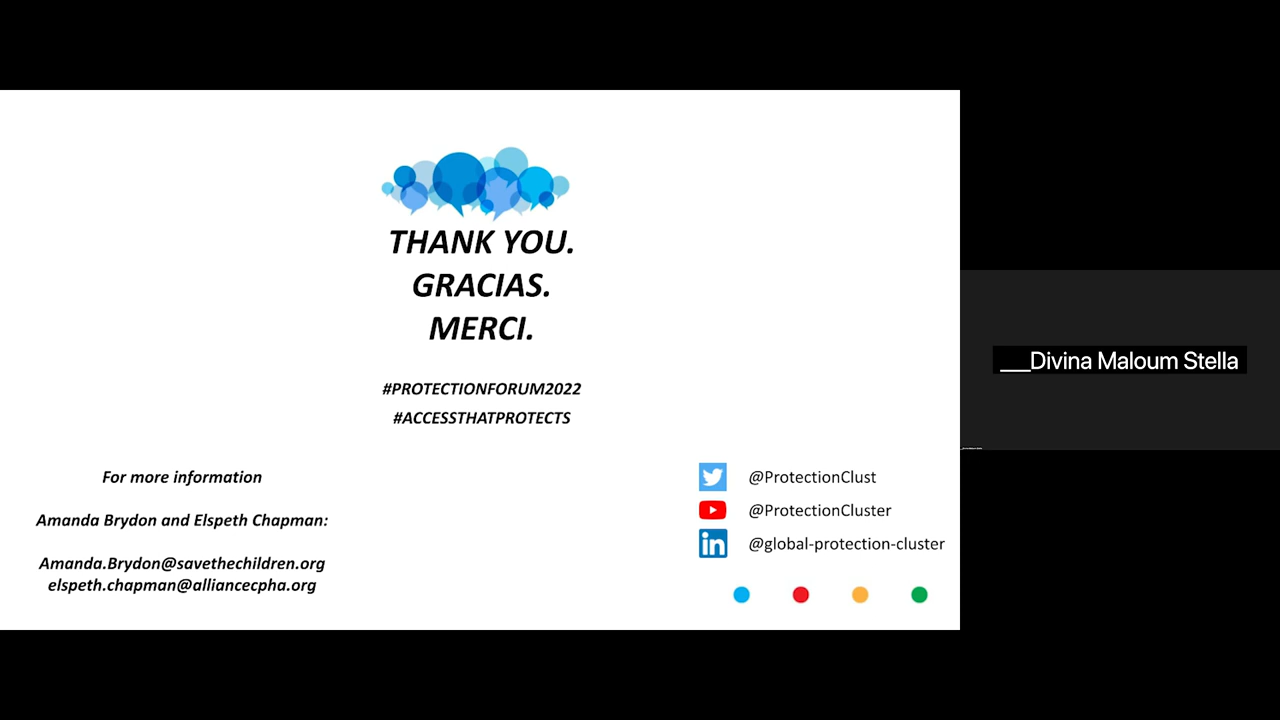 THANK YOU.
GRACIAS.
MERCI.
#PROTECTIONFORUM2022
#ACCESSTHATPROTECTS
For more information
Amanda Brydon and Elspeth Chapman:
Amanda.Brydon@savethechildren.org
elspeth.chapman@alliancecpha.org
@ProtectionClust
@ProtectionCluster
in @global-protection-cluster
___Divina Maloum Stella